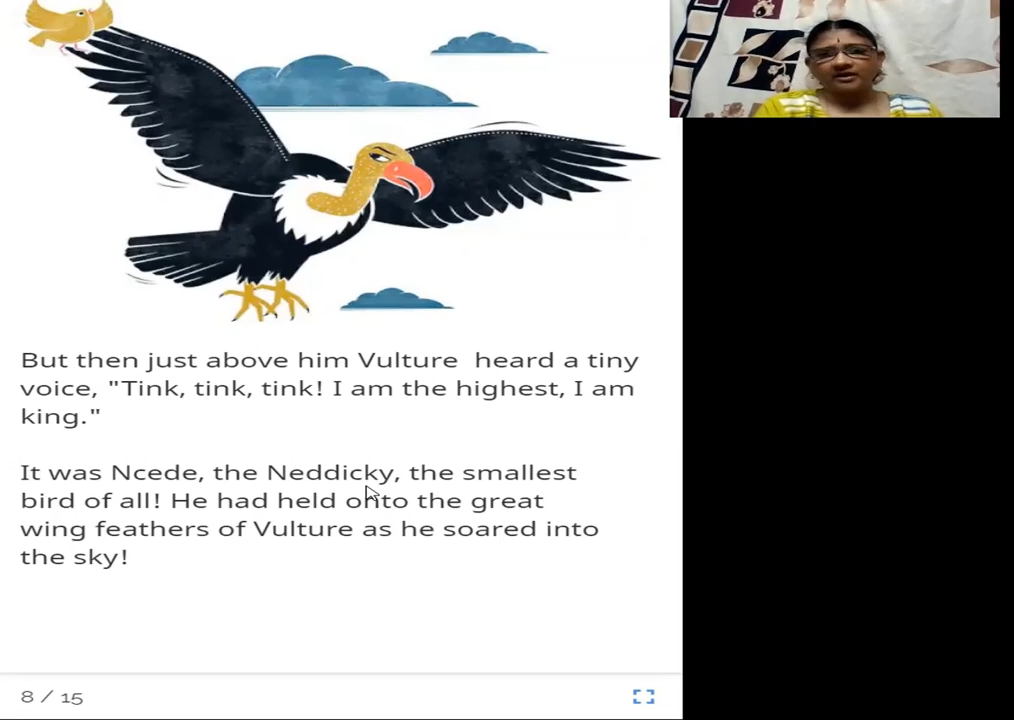 But then just above him Vulture heard a tiny
voice, "Tink, tink, tink! I am the highest, I am
king."
It was Ncede, the Neddicky, the smallest
bird of all! He had held onto the great
wing feathers of Vulture as he soared into
the sky!
8 / 15